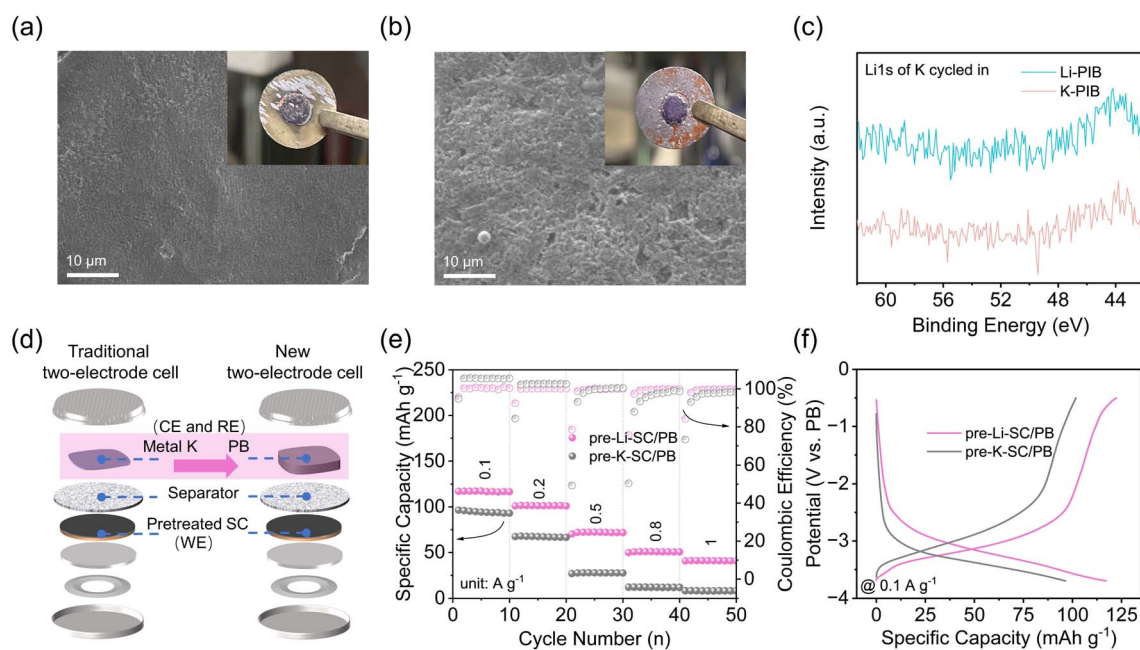 (a)
10 μm
(b)
10 μm
(c)
Li1s of K cycled in
Li-PIB
K-PIB
Intensity (a.u.)
60 56 52 48 44
Binding Energy (eV)
(d)
Traditional
two-electrode cell
New
two-electrode cell
(CE and RE)
Metal K
PB
Separator
Pretreated SC
(WE)
(e)
250
200
150
100
50
0
Specific Capacity (mAh g⁻¹)
100
80
60
40
20
0
Coulombic Efficiency (%)
pre-Li-SC/PB
pre-K-SC/PB
0.1
0.2
0.5
0.8
1
unit: A g⁻¹
0 10 20 30 40 50
Cycle Number (n)
(f)
−1
−2
−3
−4
Potential (V vs. PB)
pre-Li-SC/PB
pre-K-SC/PB
@ 0.1 A g⁻¹
0 25 50 75 100 125
Specific Capacity (mAh g⁻¹)